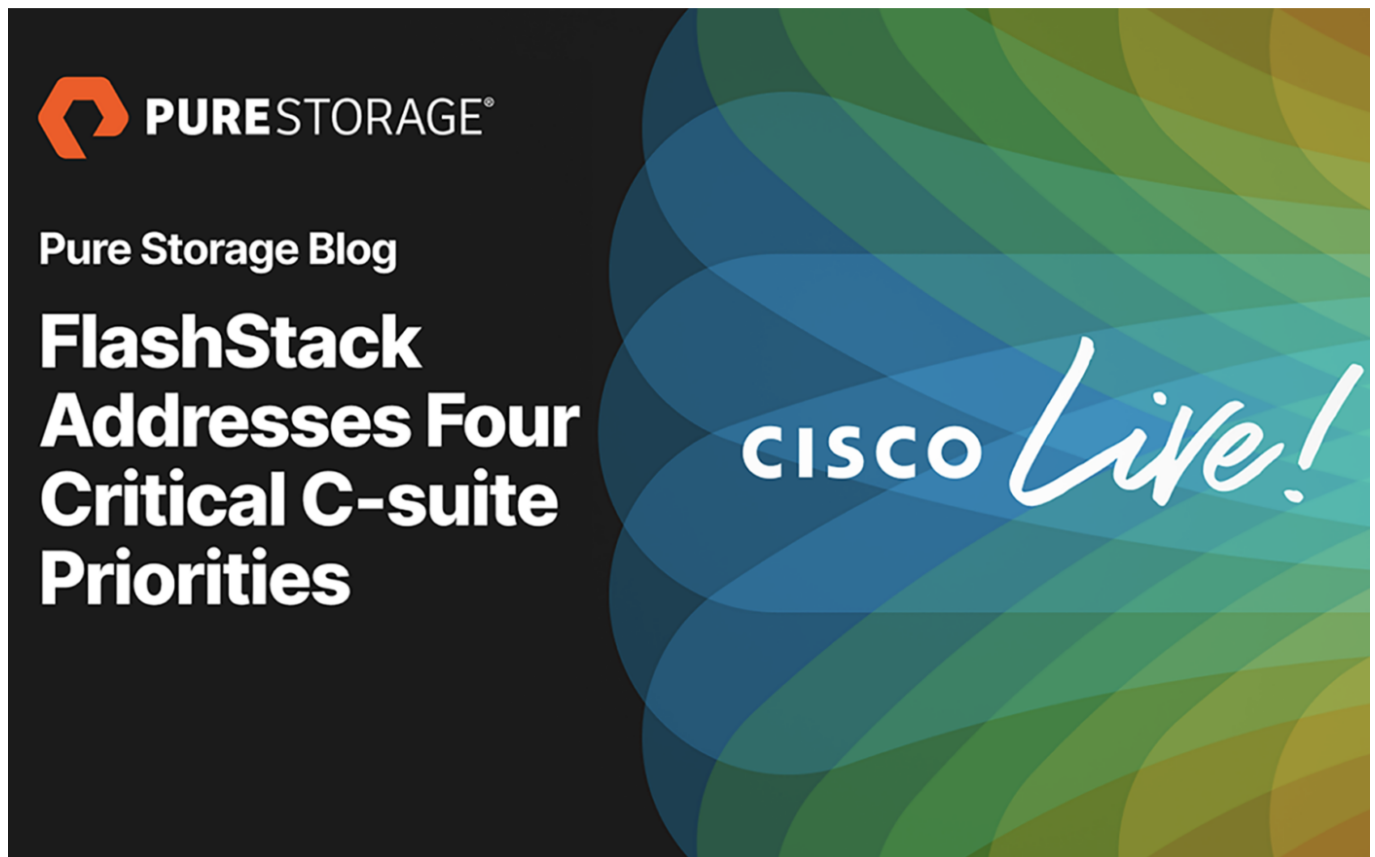 PURESTORAGE®
Pure Storage Blog
FlashStack
Addresses Four
Critical C-suite
Priorities
CISCO Live!